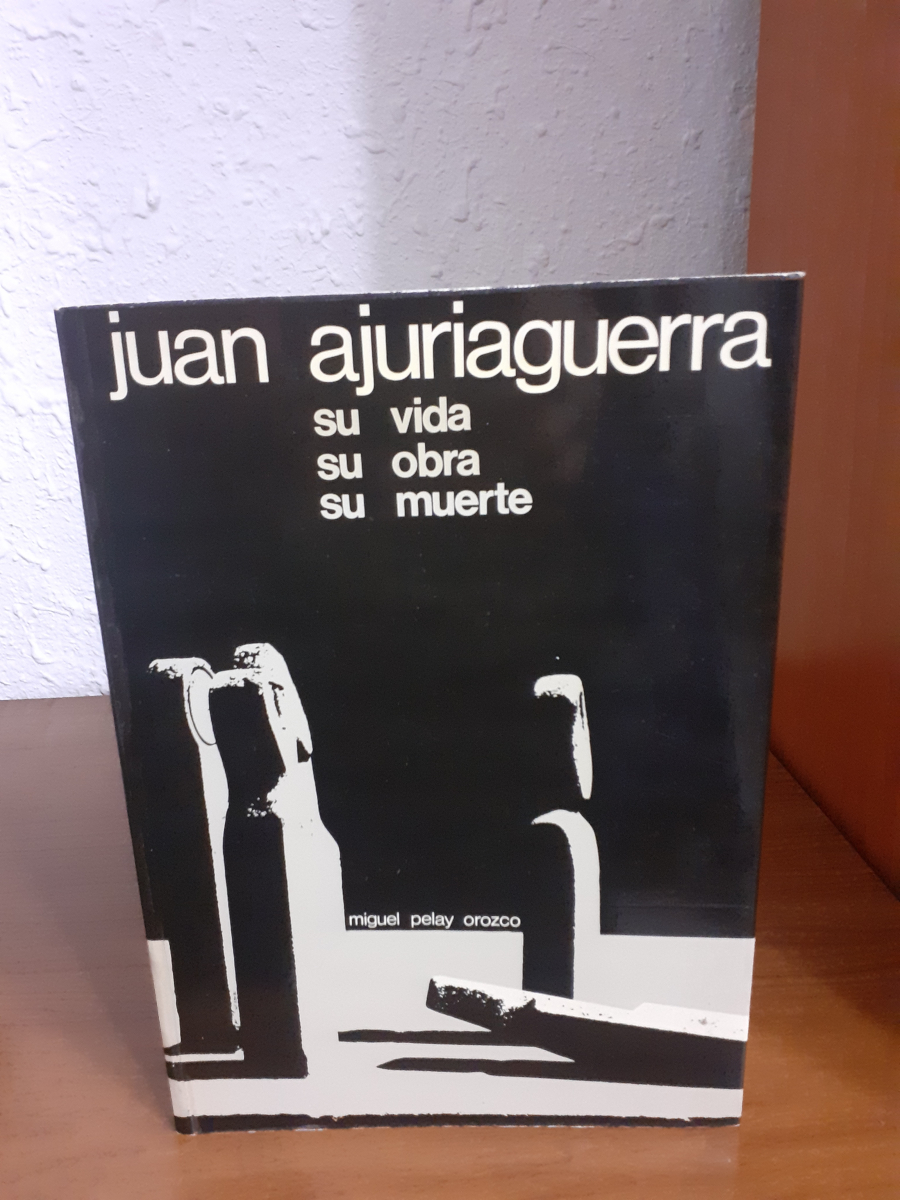 juan ajuriaguerra
su vida
su obra
su muerte
miguel pelay orozco